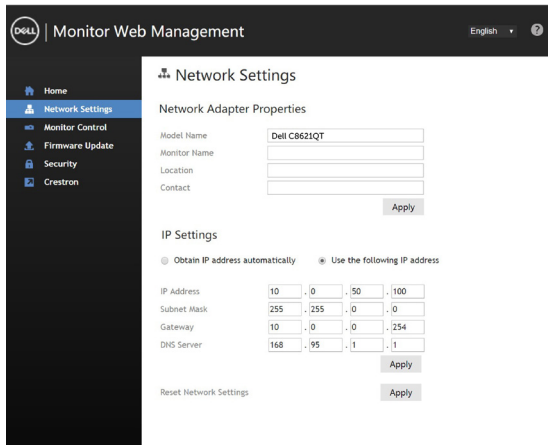 DELL | Monitor Web Management
English
?
Home
Network Settings
Monitor Control
Firmware Update
Security
Crestron
Network Settings
Network Adapter Properties
Model Name Dell C8621QT
Monitor Name
Location
Contact
Apply
IP Settings
Obtain IP address automatically Use the following IP address
IP Address 10 . 0 . 50 . 100
Subnet Mask 255 . 255 . 0 . 0
Gateway 10 . 0 . 0 . 254
DNS Server 168 . 95 . 1 . 1
Apply
Reset Network Settings Apply